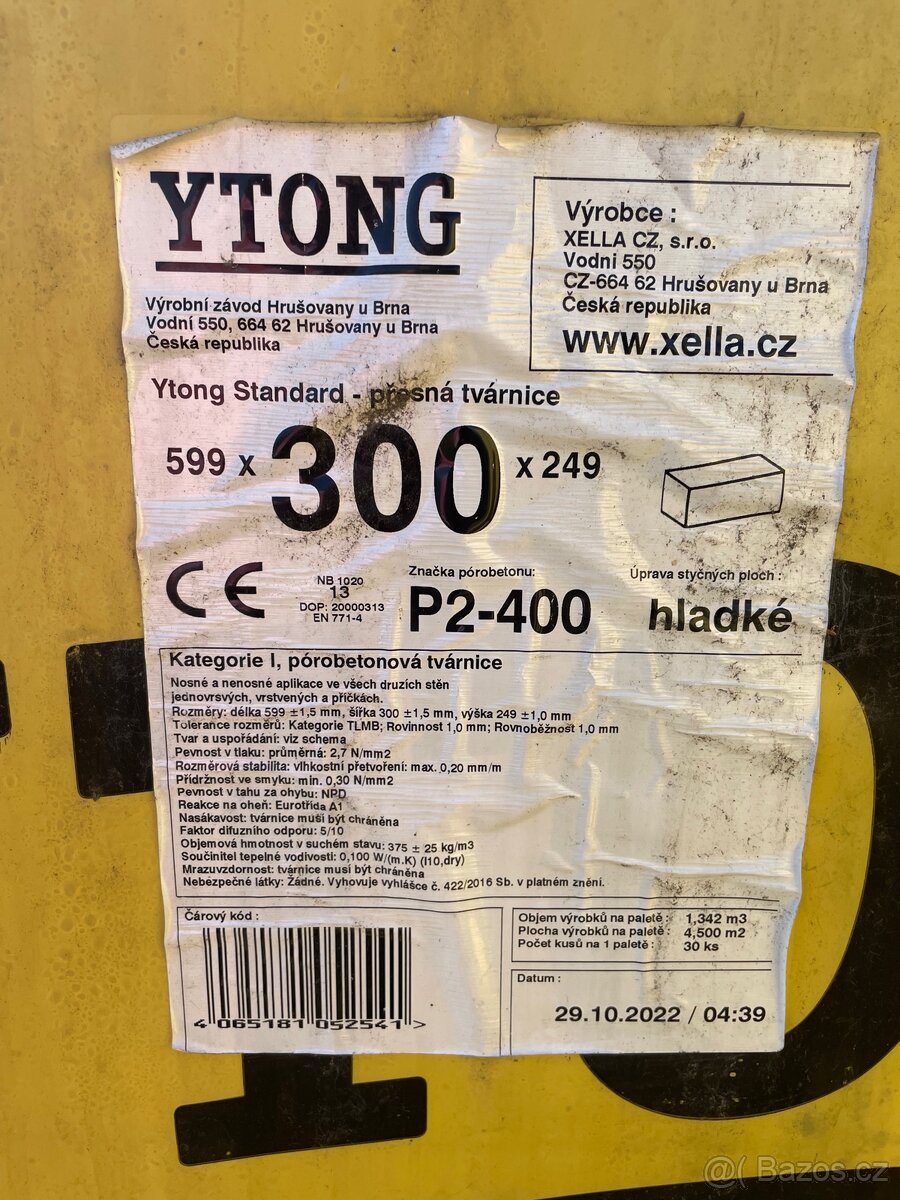 YTONG
Výrobní závod Hrušovany u Brna
Vodní 550, 664 62 Hrušovany u Brna
Česká republika
Výrobce :
XELLA CZ, s.r.o.
Vodni 550
CZ-664 62 Hrušovany u Brna
Česká republika
www.xella.cz
Ytong Standard - přesná tvárnice
599 x 300 x 249
CE
NB 1020
13
DOP: 20000313
EN 771-4
Značka pórobetonu:
P2-400
Úprava styčných ploch :
hladké
Kategorie I, pórobetonová tvárnice
Nosné a nenosné aplikace ve všech druzích stěn
jednovrsvých, vrstvených a příčkách.
Rozměry: délka 599 ±1,5 mm, šířka 300 ±1,5 mm, výška 249 ±1,0 mm
Tolerance rozměrů: Kategorie TLMB; Rovinnost 1,0 mm; Rovnoběžnost 1,0 mm
Tvar a uspořádání: viz schema
Pevnost v tlaku: průměrná: 2,7 N/mm2
Rozměrová stabilita: vlhkostní přetvoření: max. 0,20 mm/m
Přídržnost ve smyku: min. 0,30 N/mm2
Pevnost v tahu za ohybu: NPD
Reakce na oheň: Eurotřída A1
Nasákavost: tvárnice musí být chráněna
Faktor difuzního odporu: 5/10
Objemová hmotnost v suchém stavu: 375 ± 25 kg/m3
Součinitel tepelné vodivosti: 0,100 W/(m.K) (l10,dry)
Mrazuvzdornost: tvárnice musí být chráněna
Nebezpečné látky: Žádné. Vyhovuje vyhlášce č. 422/2016 Sb. v platném znění.
Čárový kód :
4 065181 052541 >
Objem výrobků na paletě : 1,342 m3
Plocha výrobků na paletě : 4,500 m2
Počet kusů na 1 paletě : 30 ks
Datum :
29.10.2022 / 04:39
@( Bazoš.cz